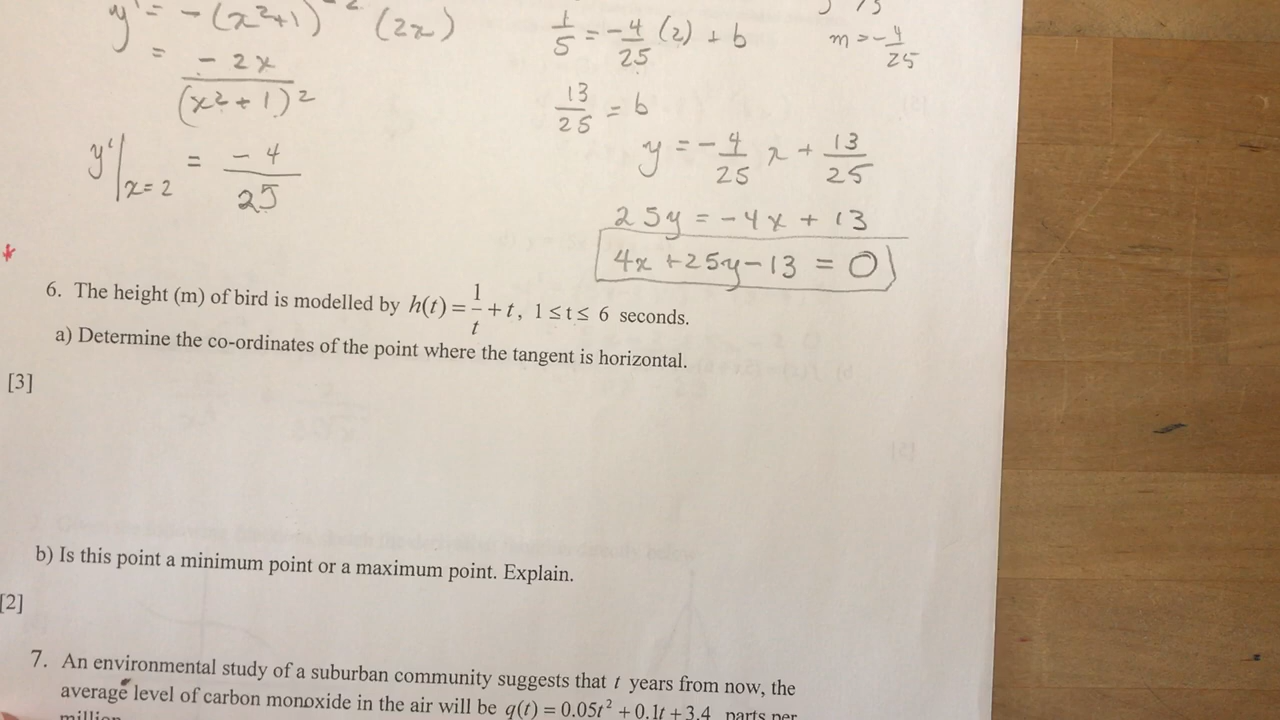 y' = -(x²+1)⁻² (2x)
= -2x/(x²+1)²
y'|x=2 = -4/25
1/5 = -4/25 (2) + b
m = -4/25
13/25 = b
y = -4/25 x + 13/25
25y = -4x + 13
4x + 25y - 13 = 0
*
6. The height (m) of bird is modelled by h(t) = 1/t + t, 1 ≤ t ≤ 6 seconds.
a) Determine the co-ordinates of the point where the tangent is horizontal.
[3]
b) Is this point a minimum point or a maximum point. Explain.
[2]
7. An environmental study of a suburban community suggests that t years from now, the
average level of carbon monoxide in the air will be q(t) = 0.05t² + 0.1t + 3.4 parts per
million